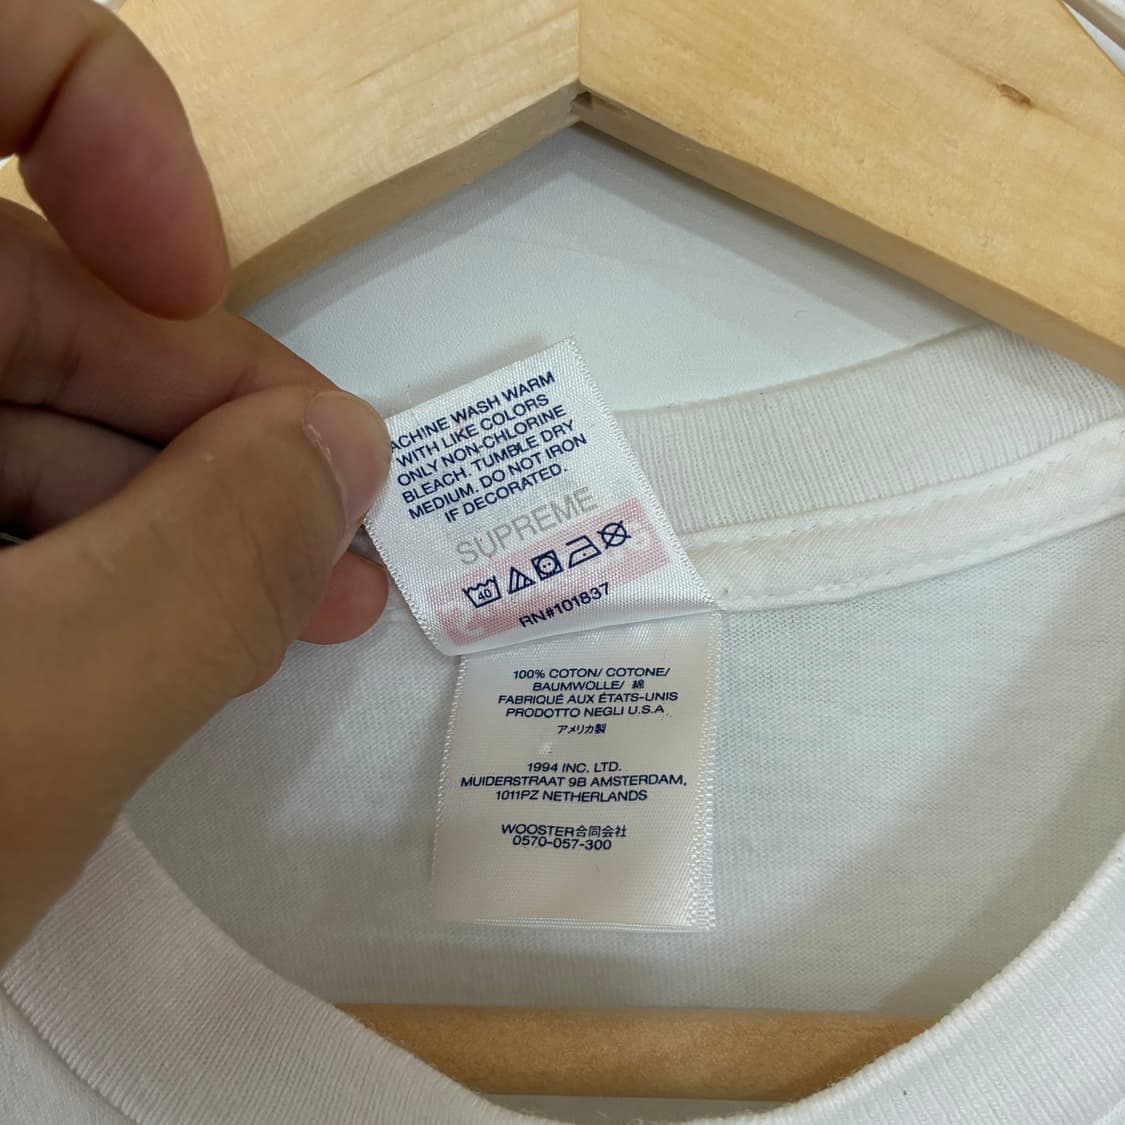 ACHINE WASH WARM
WITH LIKE COLORS
ONLY NON-CHLORINE
BLEACH. TUMBLE DRY
MEDIUM. DO NOT IRON
IF DECORATED.
SUPREME
40
RN#101837
100% COTON/ COTONE/
BAUMWOLLE/ 綿
FABRIQUÉ AUX ÉTATS-UNIS
PRODOTTO NEGLI U.S.A
アメリカ製
1994 INC. LTD.
MUIDERSTRAAT 9B AMSTERDAM,
1011PZ NETHERLANDS
WOOSTER合同会社
0570-057-300